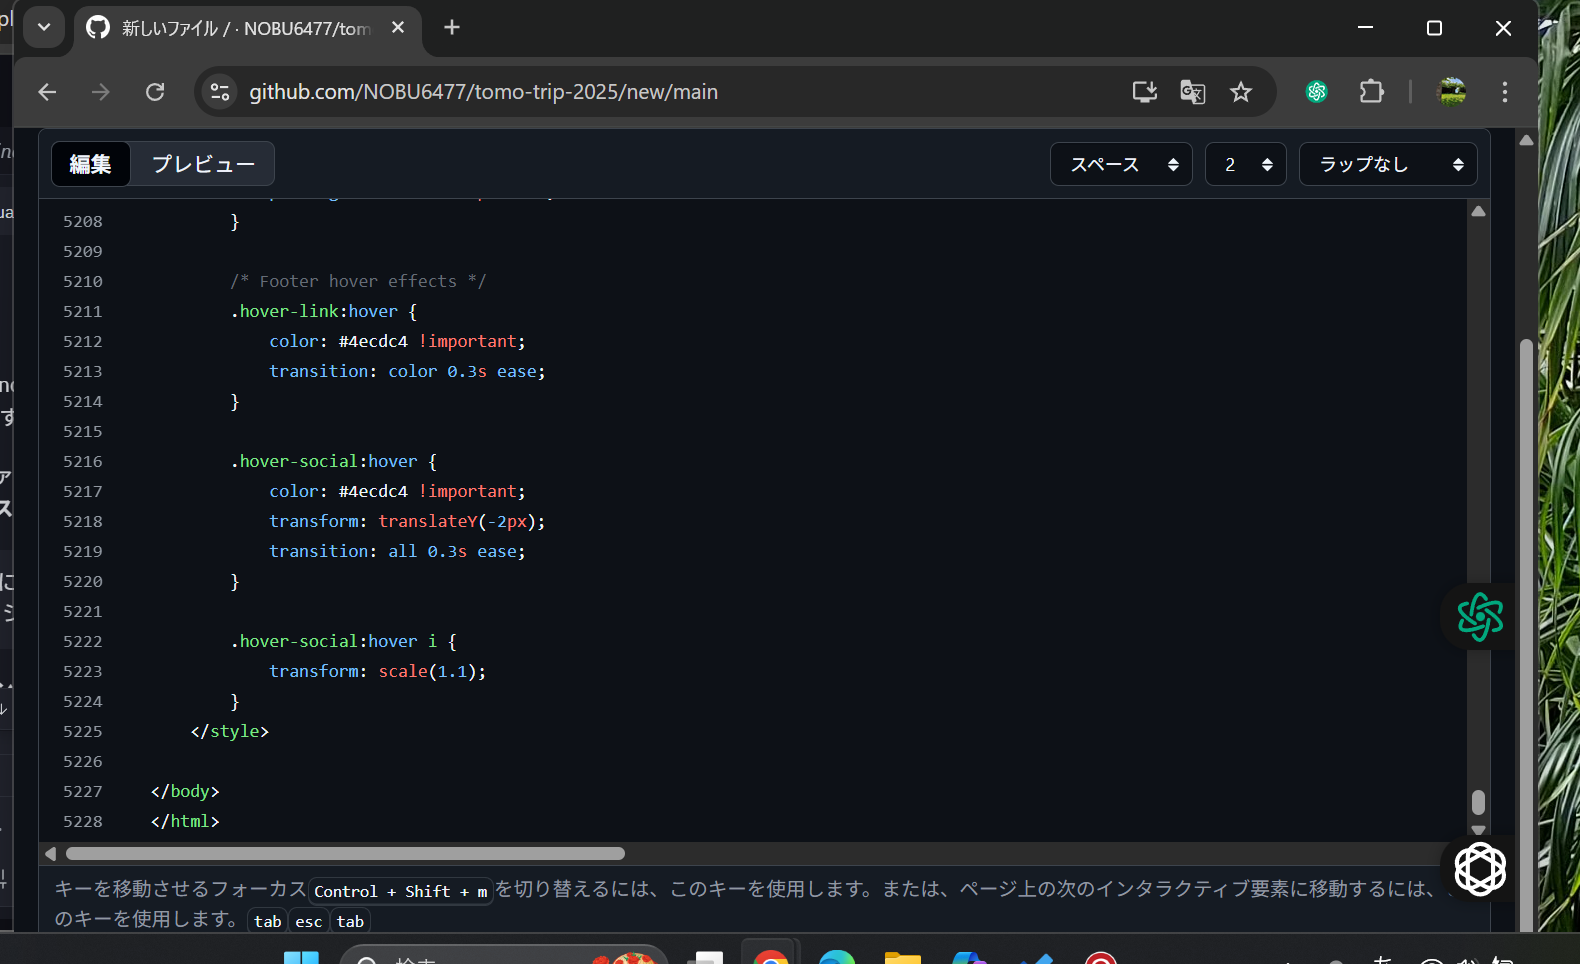 新しいファイル / · NOBU6477/tom
github.com/NOBU6477/tomo-trip-2025/new/main
編集 プレビュー スペース 2 ラップなし
5208 }
5209
5210 /* Footer hover effects */
5211 .hover-link:hover {
5212 color: #4ecdc4 !important;
5213 transition: color 0.3s ease;
5214 }
5215
5216 .hover-social:hover {
5217 color: #4ecdc4 !important;
5218 transform: translateY(-2px);
5219 transition: all 0.3s ease;
5220 }
5221
5222 .hover-social:hover i {
5223 transform: scale(1.1);
5224 }
5225 </style>
5226
5227 </body>
5228 </html>
キーを移動させるフォーカス Control + Shift + m を切り替えるには、このキーを使用します。または、ページ上の次のインタラクティブ要素に移動するには、
のキーを使用します。 tab esc tab
検索